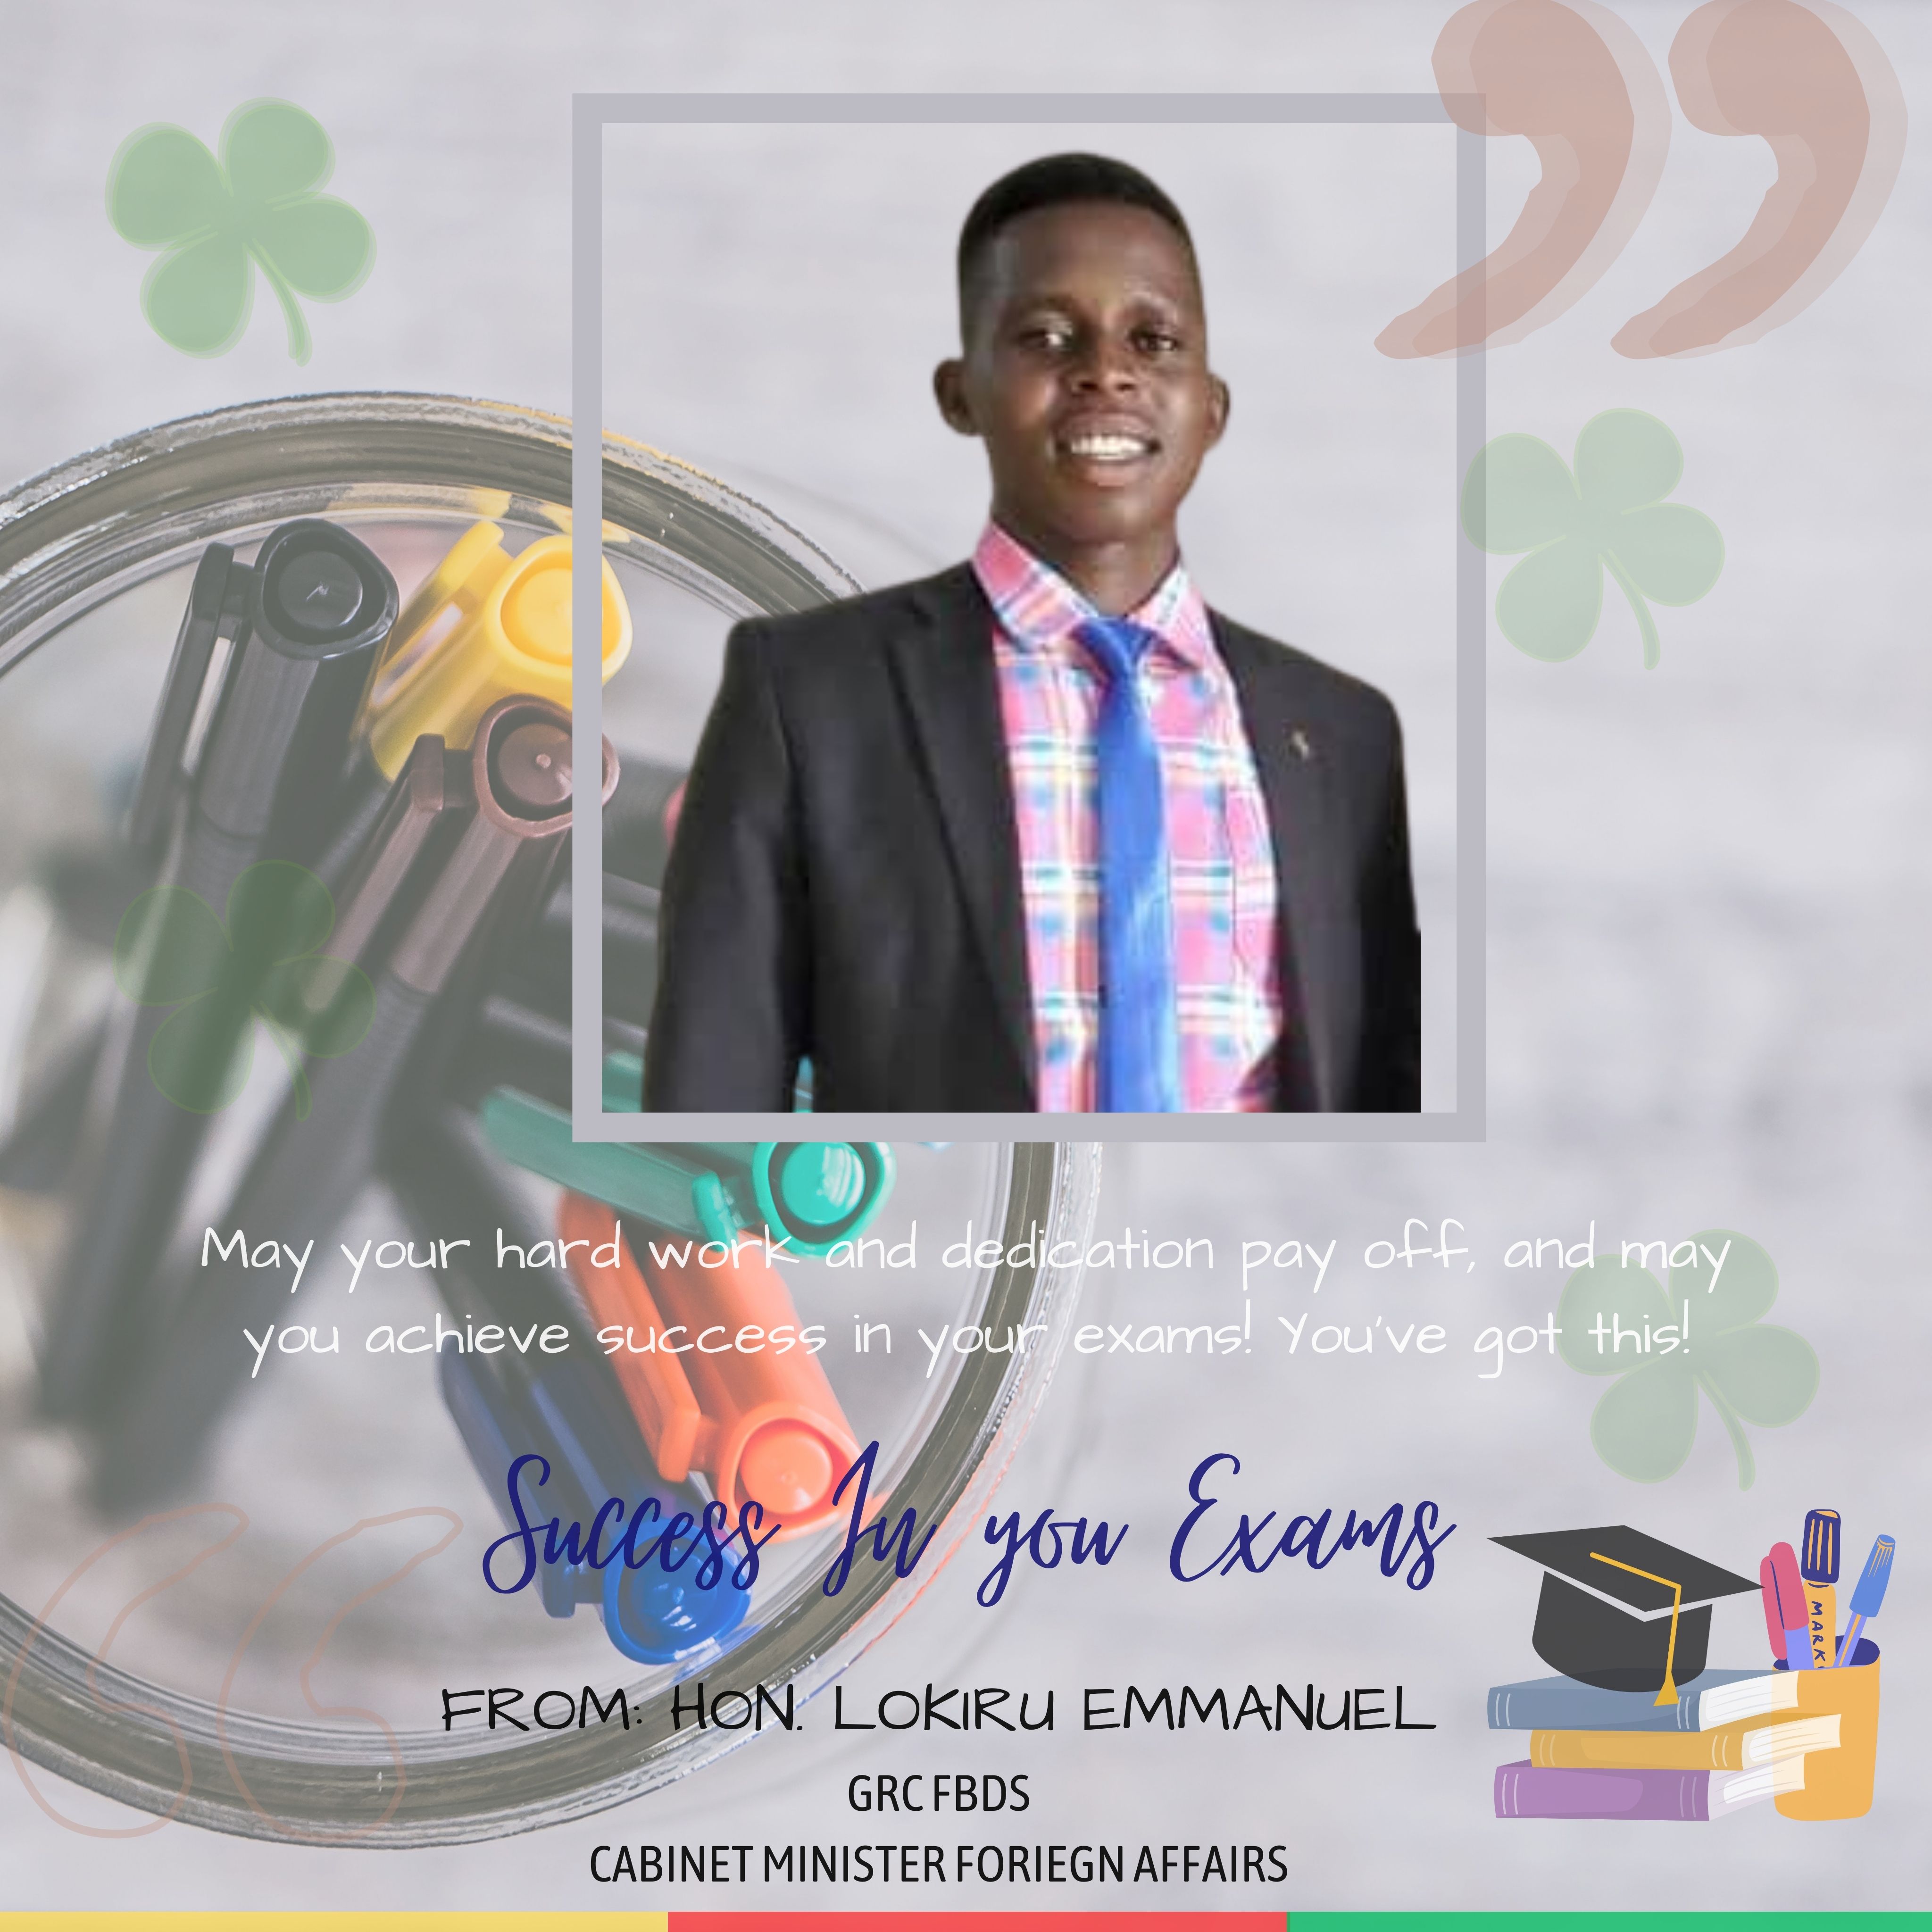 May your hard work and dedication pay off, and may
you achieve success in your exams! You've got this!
Success In you Exams
MARK
FROM: HON. LOKIRU EMMANUEL
GRC FBDS
CABINET MINISTER FORIEGN AFFAIRS